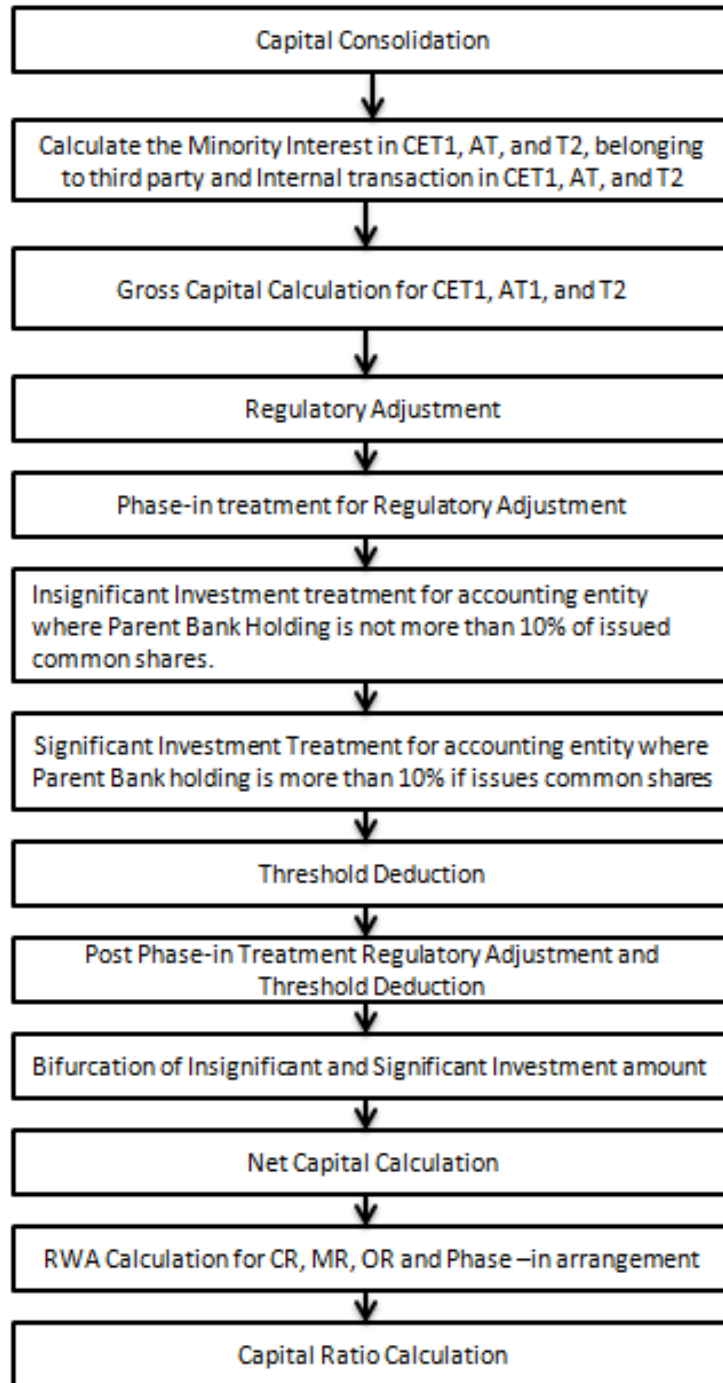 Capital Consolidation
Calculate the Minority Interest in CET1, AT, and T2, belonging
to third party and Internal transaction in CET1, AT, and T2
Gross Capital Calculation for CET1, AT1, and T2
Regulatory Adjustment
Phase-in treatment for Regulatory Adjustment
Insignificant Investment treatment for accounting entity
where Parent Bank Holding is not more than 10% of issued
common shares.
Significant Investment Treatment for accounting entity where
Parent Bank holding is more than 10% if issues common shares
Threshold Deduction
Post Phase-in Treatment Regulatory Adjustment and
Threshold Deduction
Bifurcation of Insignificant and Significant Investment amount
Net Capital Calculation
RWA Calculation for CR, MR, OR and Phase –in arrangement
Capital Ratio Calculation